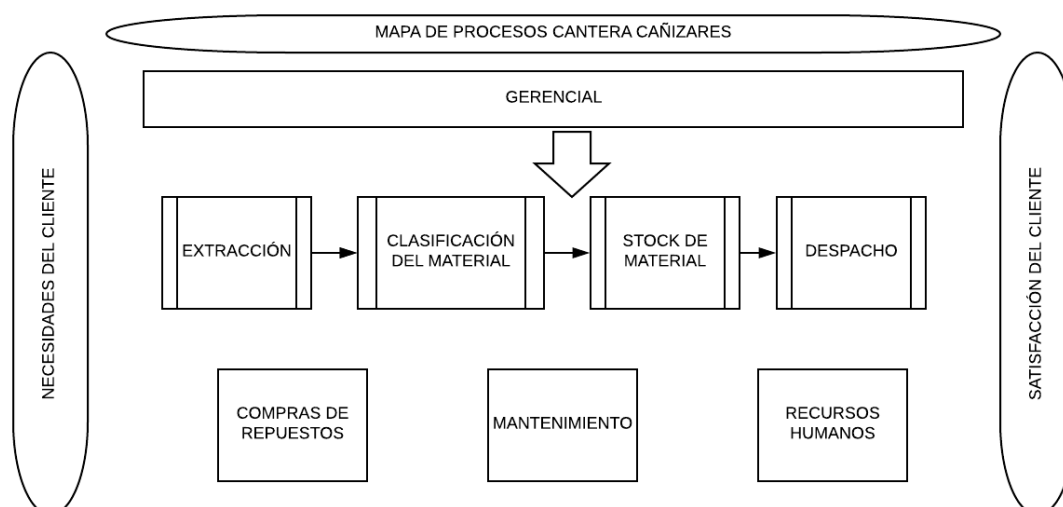 MAPA DE PROCESOS CANTERA CAÑIZARES
GERENCIAL
NECESIDADES DEL CLIENTE
EXTRACCIÓN
CLASIFICACIÓN
DEL MATERIAL
STOCK DE
MATERIAL
DESPACHO
SATISFACCIÓN DEL CLIENTE
COMPRAS DE
REPUESTOS
MANTENIMIENTO
RECURSOS
HUMANOS